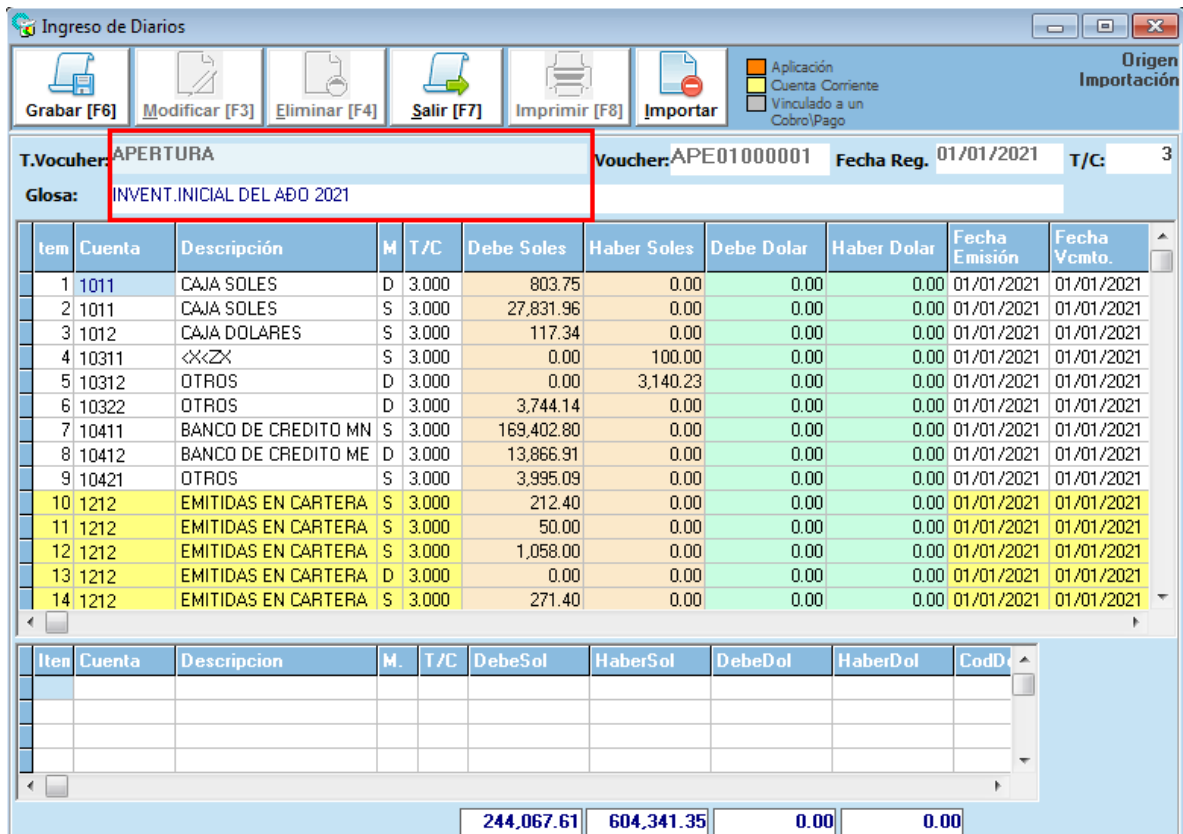 Ingreso de Diarios
Origen
Importación
Aplicación
Cuenta Corriente
Vinculado a un
Cobro\Pago
Grabar [F6] Modificar [F3] Eliminar [F4] Salir [F7] Imprimir [F8] Importar
T.Vocuher: APERTURA Voucher: APE01000001 Fecha Reg. 01/01/2021 T/C: 3
Glosa: INVENT.INICIAL DEL AÐO 2021
tem Cuenta Descripción M T/C Debe Soles Haber Soles Debe Dolar Haber Dolar Fecha Emisión Fecha Vcmto.
1 1011 CAJA SOLES D 3.000 803.75 0.00 0.00 0.00 01/01/2021 01/01/2021
2 1011 CAJA SOLES S 3.000 27,831.96 0.00 0.00 0.00 01/01/2021 01/01/2021
3 1012 CAJA DOLARES S 3.000 117.34 0.00 0.00 0.00 01/01/2021 01/01/2021
4 10311 <X<ZX S 3.000 0.00 100.00 0.00 0.00 01/01/2021 01/01/2021
5 10312 OTROS D 3.000 0.00 3,140.23 0.00 0.00 01/01/2021 01/01/2021
6 10322 OTROS D 3.000 3,744.14 0.00 0.00 0.00 01/01/2021 01/01/2021
7 10411 BANCO DE CREDITO MN S 3.000 169,402.80 0.00 0.00 0.00 01/01/2021 01/01/2021
8 10412 BANCO DE CREDITO ME D 3.000 13,866.91 0.00 0.00 0.00 01/01/2021 01/01/2021
9 10421 OTROS S 3.000 3,995.09 0.00 0.00 0.00 01/01/2021 01/01/2021
10 1212 EMITIDAS EN CARTERA S 3.000 212.40 0.00 0.00 0.00 01/01/2021 01/01/2021
11 1212 EMITIDAS EN CARTERA S 3.000 50.00 0.00 0.00 0.00 01/01/2021 01/01/2021
12 1212 EMITIDAS EN CARTERA S 3.000 1,058.00 0.00 0.00 0.00 01/01/2021 01/01/2021
13 1212 EMITIDAS EN CARTERA D 3.000 0.00 0.00 0.00 0.00 01/01/2021 01/01/2021
14 1212 EMITIDAS EN CARTERA S 3.000 271.40 0.00 0.00 0.00 01/01/2021 01/01/2021
Iten Cuenta Descripcion M. T/C DebeSol HaberSol DebeDol HaberDol CodD
244,067.61 604,341.35 0.00 0.00